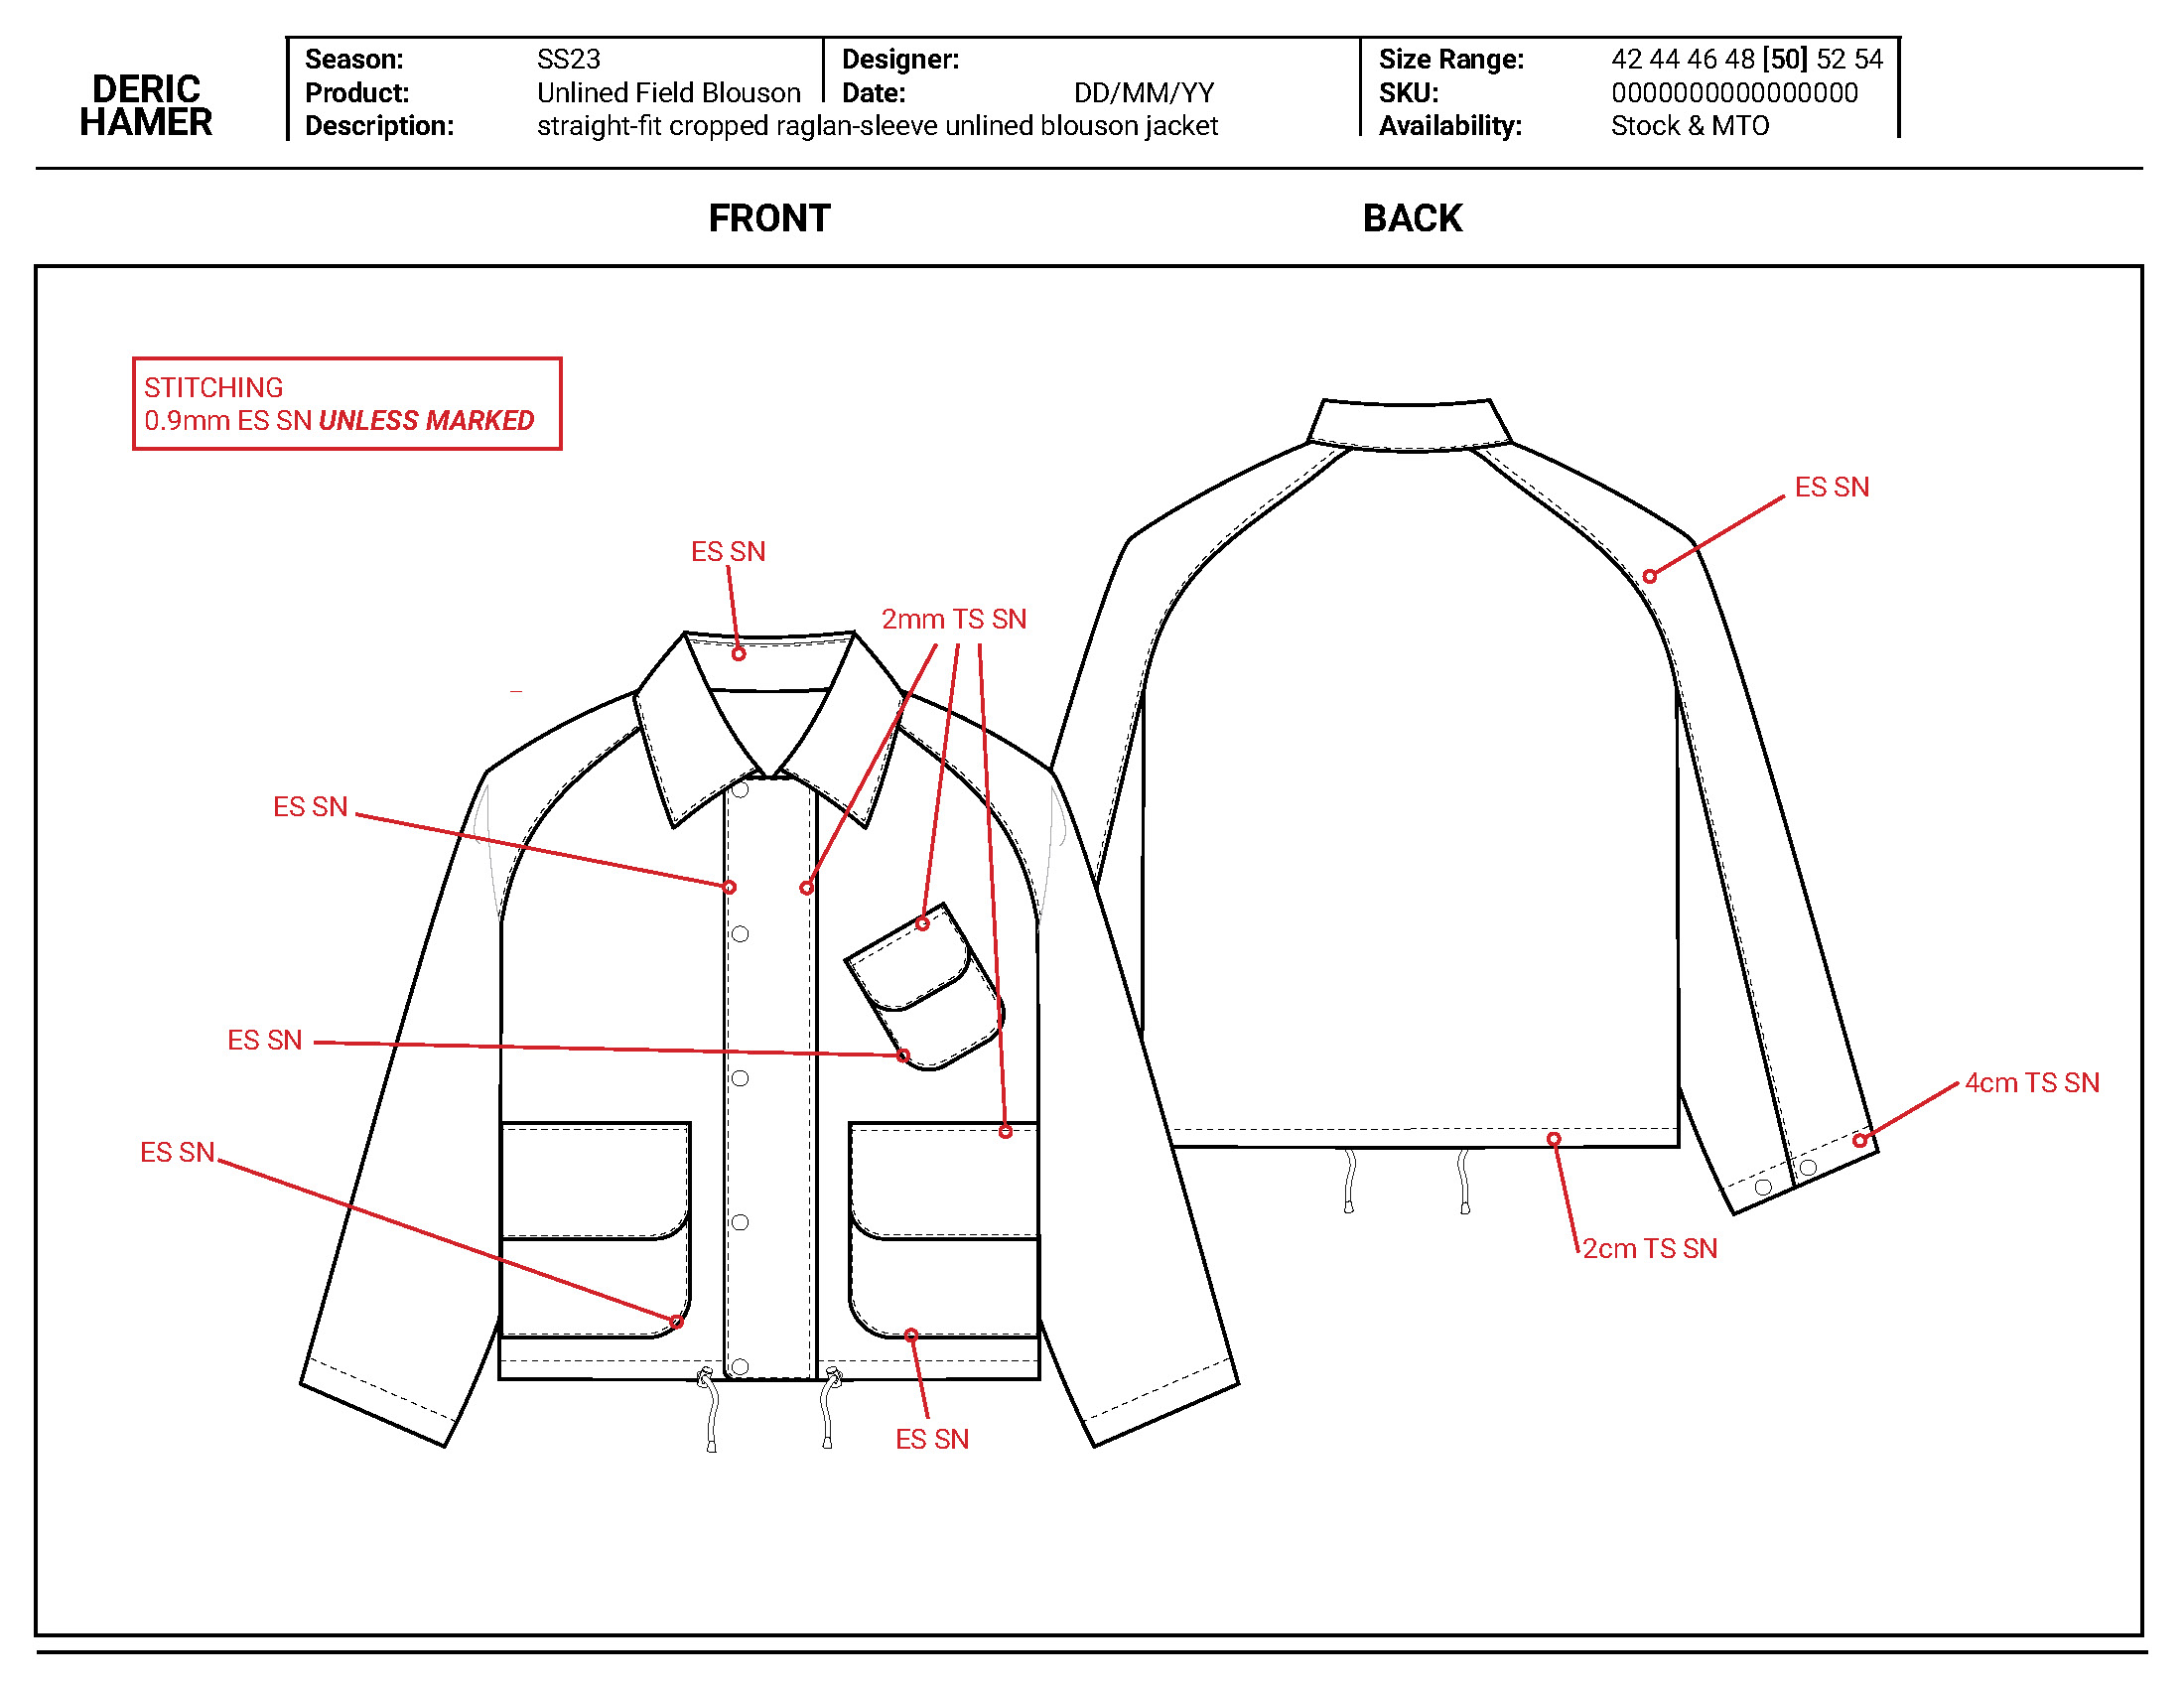 DERIC
HAMER
Season: SS23
Product: Unlined Field Blouson
Description: straight-fit cropped raglan-sleeve unlined blouson jacket
Designer:
Date: DD/MM/YY
Size Range: 42 44 46 48 [50] 52 54
SKU: 0000000000000000
Availability: Stock & MTO
FRONT
BACK
STITCHING
0.9mm ES SN UNLESS MARKED
ES SN
ES SN
2mm TS SN
ES SN
ES SN
4cm TS SN
ES SN
2cm TS SN
ES SN